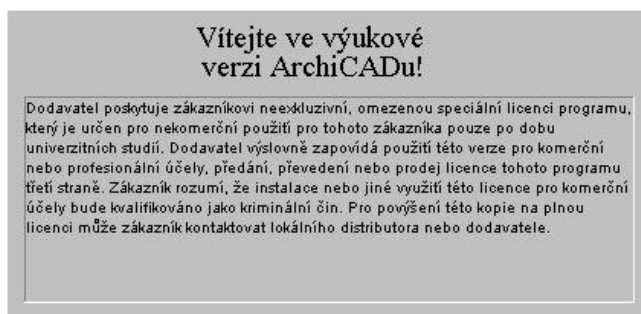 Vítejte ve výukové
verzi ArchiCADu!
Dodavatel poskytuje zákazníkovi neexkluzivní, omezenou speciální licenci programu,
který je určen pro nekomerční použití pro tohoto zákazníka pouze po dobu
univerzitních studií. Dodavatel výslovně zapovídá použití této verze pro komerční
nebo profesionální účely, předání, převedení nebo prodej licence tohoto programu
třetí straně. Zákazník rozumí, že instalace nebo jiné využití této licence pro komerční
účely bude kvalifikováno jako kriminální čin. Pro povýšení této kopie na plnou
licenci může zákazník kontaktovat lokálního distributora nebo dodavatele.